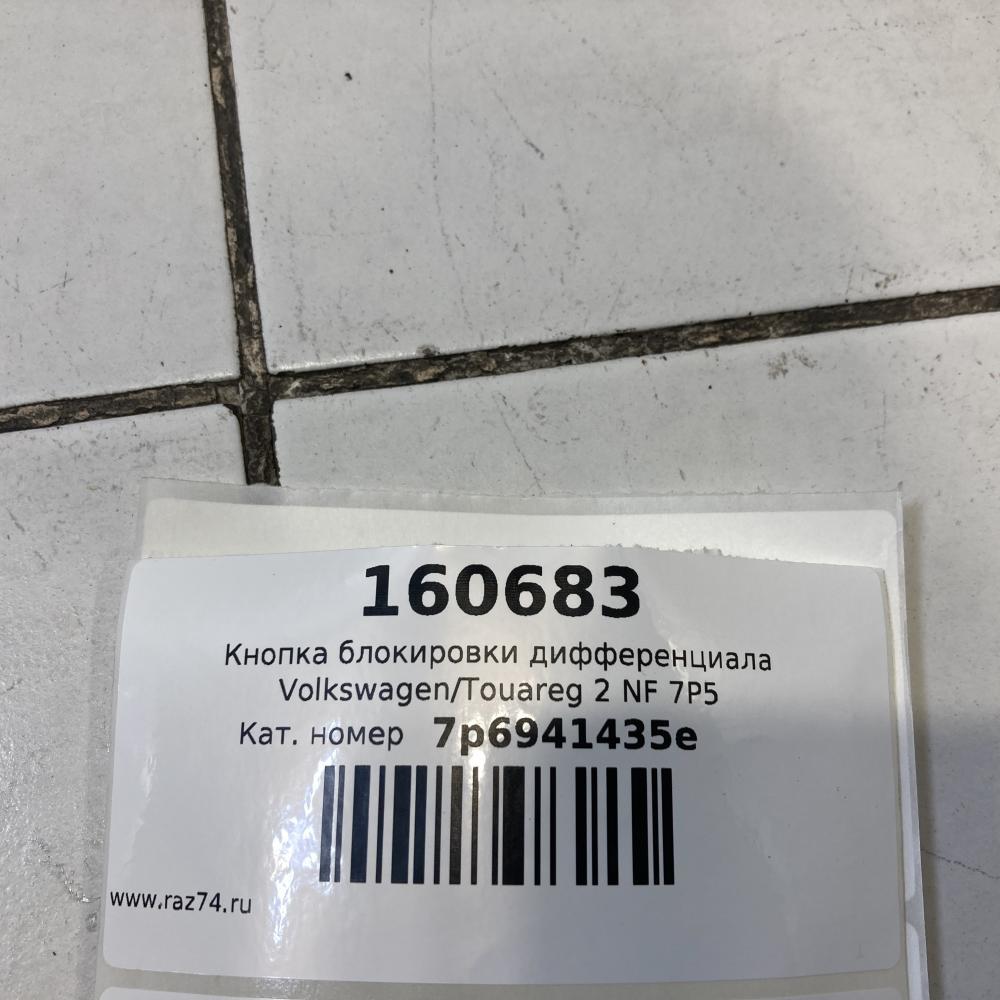 160683
Кнопка блокировки дифференциала
Volkswagen/Touareg 2 NF 7P5
Кат. номер 7p6941435e
www.raz74.ru